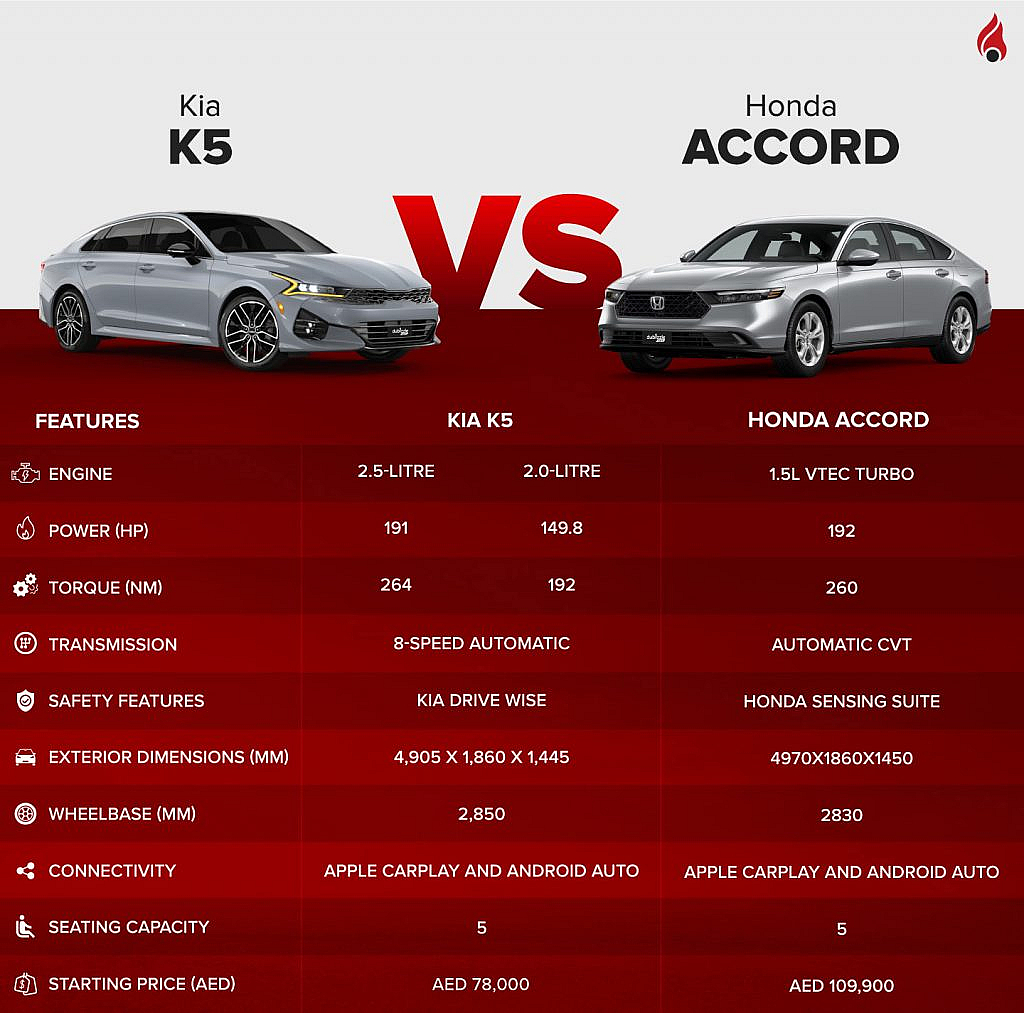 Kia
K5
Honda
ACCORD
VS
FEATURES KIA K5 HONDA ACCORD
ENGINE 2.5-LITRE 2.0-LITRE 1.5L VTEC TURBO
POWER (HP) 191 149.8 192
TORQUE (NM) 264 192 260
TRANSMISSION 8-SPEED AUTOMATIC AUTOMATIC CVT
SAFETY FEATURES KIA DRIVE WISE HONDA SENSING SUITE
EXTERIOR DIMENSIONS (MM) 4,905 X 1,860 X 1,445 4970X1860X1450
WHEELBASE (MM) 2,850 2830
CONNECTIVITY APPLE CARPLAY AND ANDROID AUTO APPLE CARPLAY AND ANDROID AUTO
SEATING CAPACITY 5 5
STARTING PRICE (AED) AED 78,000 AED 109,900